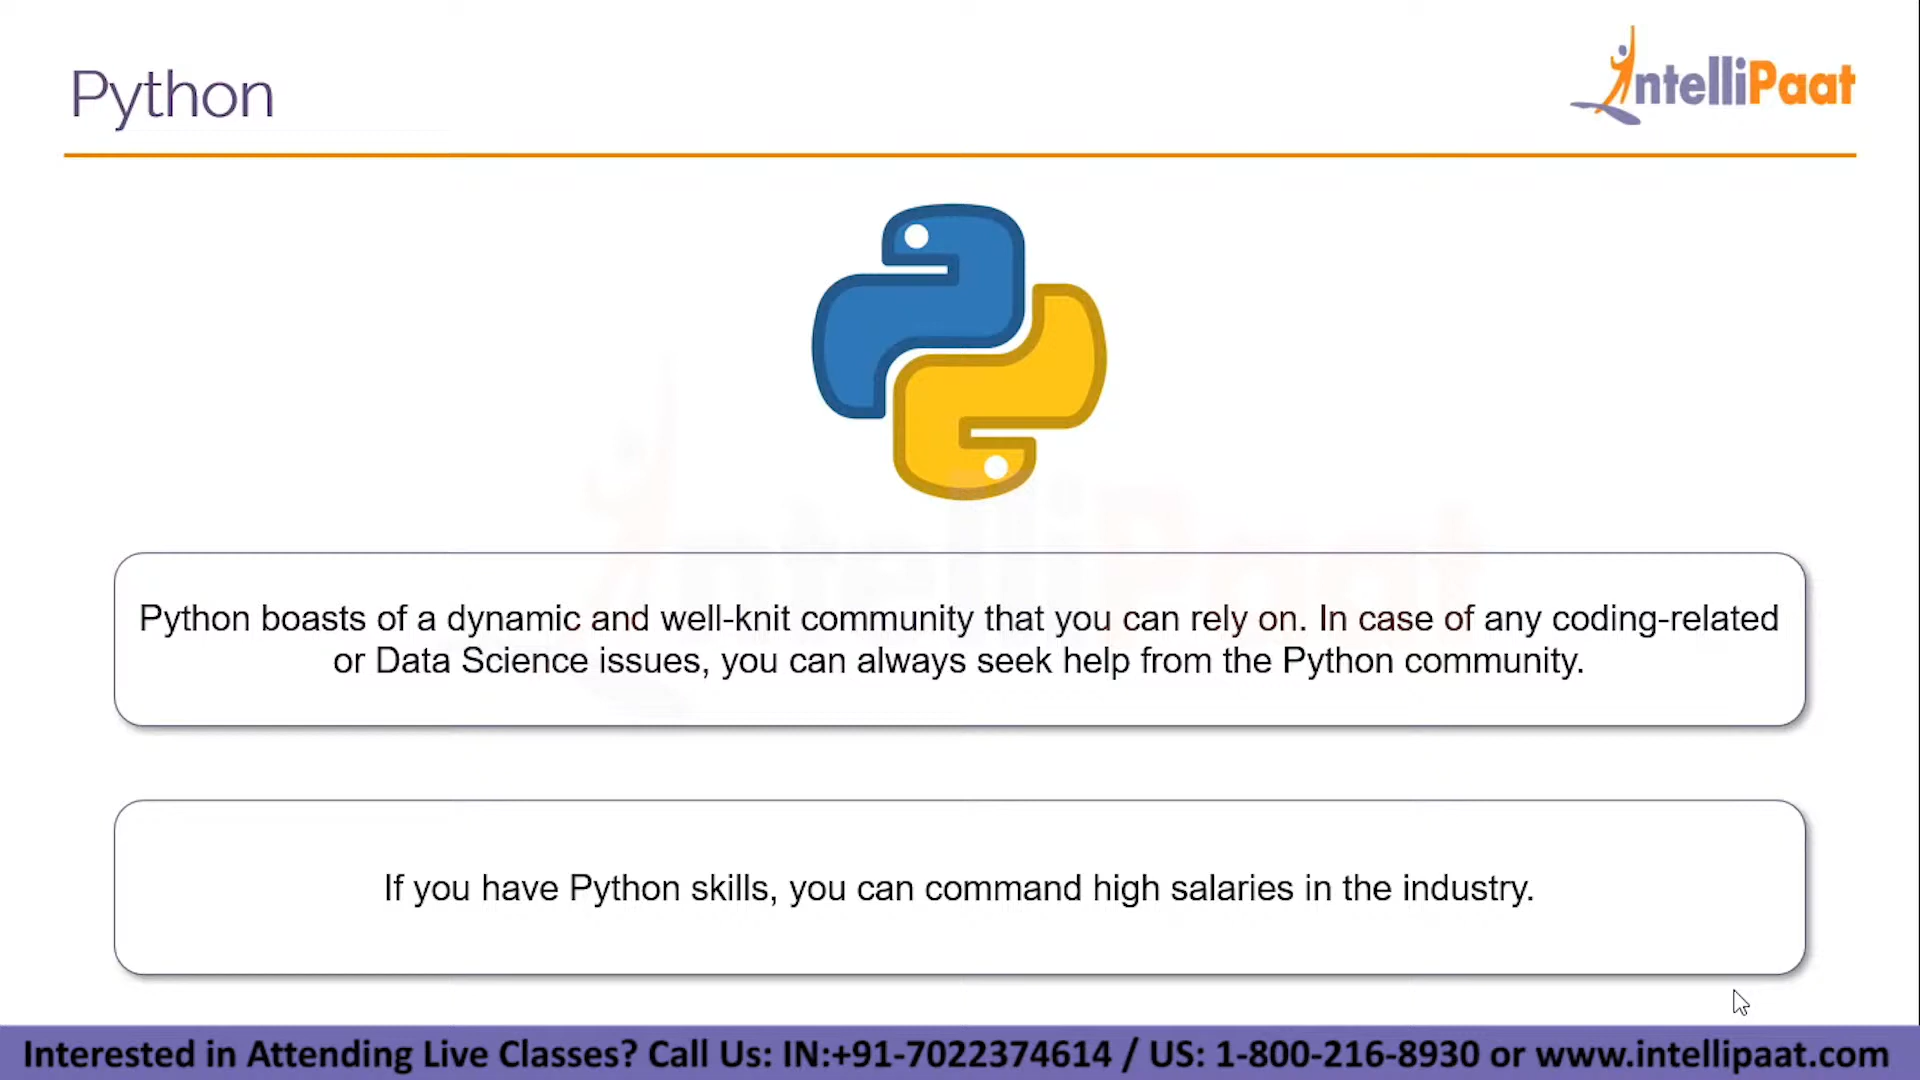 Python
IntelliPaat
Python boasts of a dynamic and well-knit community that you can rely on. In case of any coding-related
or Data Science issues, you can always seek help from the Python community.
If you have Python skills, you can command high salaries in the industry.
Interested in Attending Live Classes? Call Us: IN:+91-7022374614 / US: 1-800-216-8930 or www.intellipaat.com